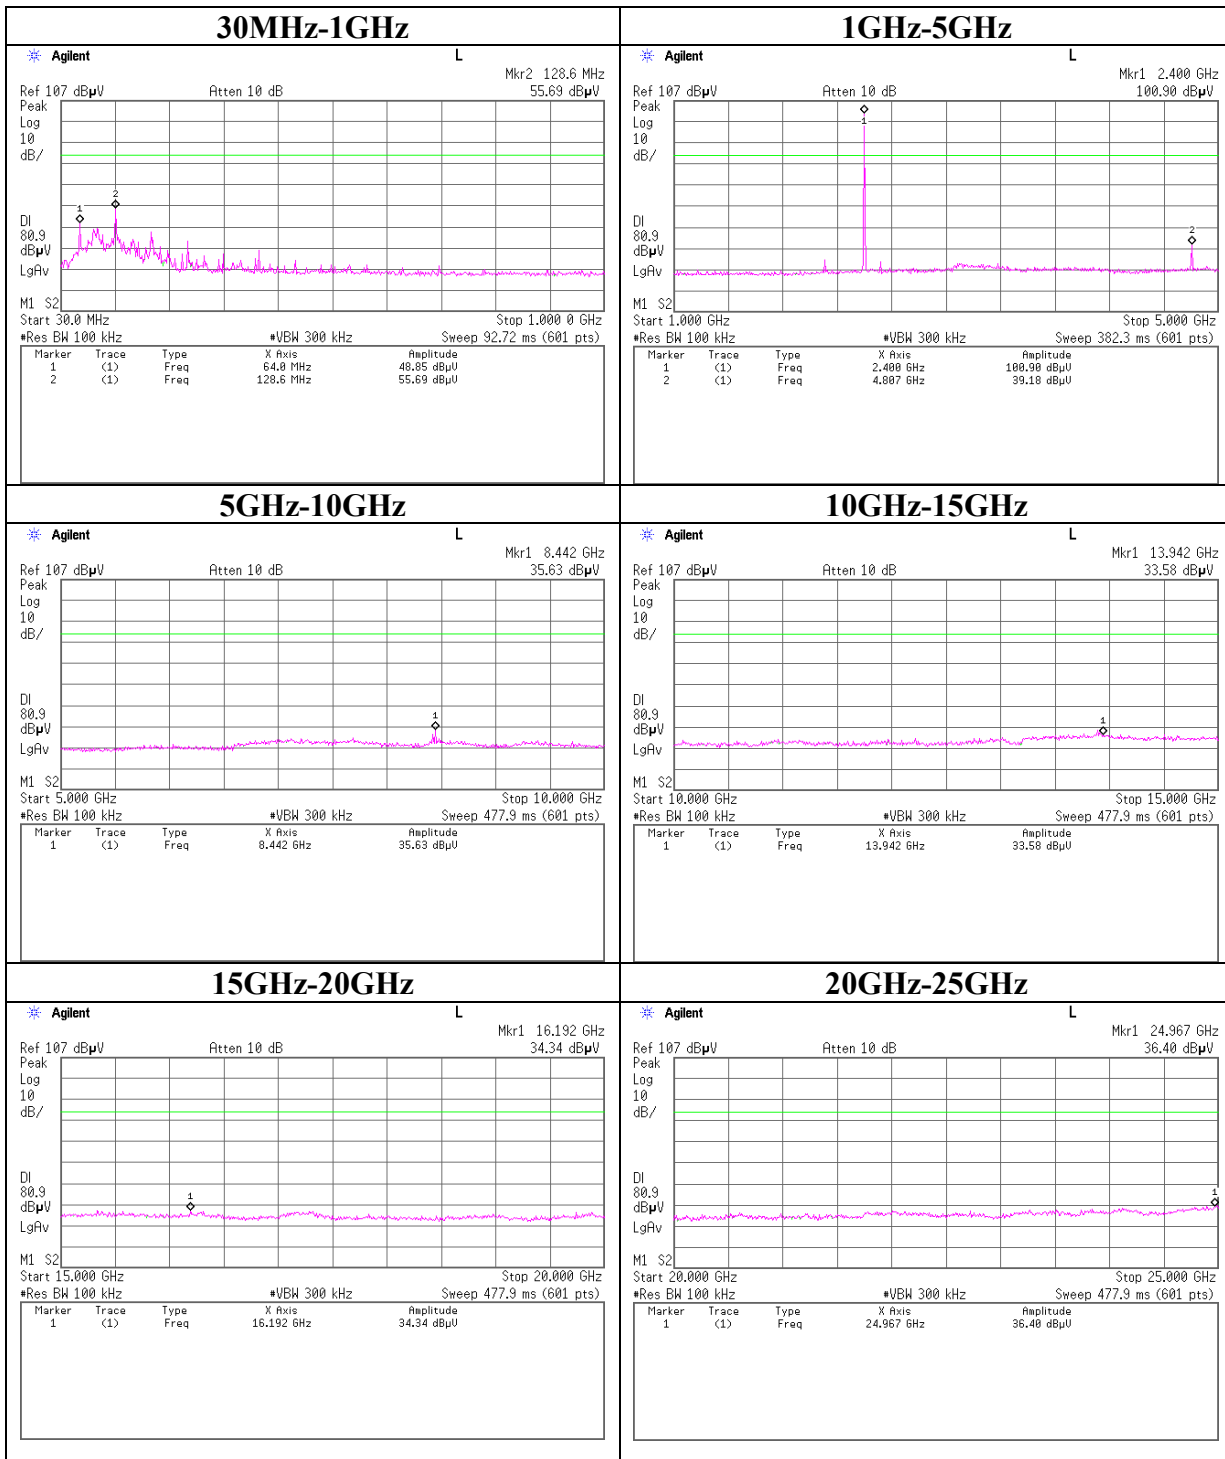 30MHz-1GHz
Agilent L
Mkr2 128.6 MHz
Ref 107 dBµV Atten 10 dB 55.69 dBµV
Peak
Log
10
dB/
2
1
DI
80.9
dBµV
LgAv
M1 S2
Start 30.0 MHz Stop 1.000 0 GHz
#Res BW 100 kHz #VBW 300 kHz Sweep 92.72 ms (601 pts)
Marker Trace Type X Axis Amplitude
1 (1) Freq 64.0 MHz 48.85 dBµV
2 (1) Freq 128.6 MHz 55.69 dBµV
1GHz-5GHz
Agilent L
Mkr1 2.400 GHz
Ref 107 dBµV Atten 10 dB 100.90 dBµV
Peak
Log
10
dB/
1
DI
80.9
dBµV
2
LgAv
M1 S2
Start 1.000 GHz Stop 5.000 GHz
#Res BW 100 kHz #VBW 300 kHz Sweep 382.3 ms (601 pts)
Marker Trace Type X Axis Amplitude
1 (1) Freq 2.400 GHz 100.90 dBµV
2 (1) Freq 4.807 GHz 39.18 dBµV
5GHz-10GHz
Agilent L
Mkr1 8.442 GHz
Ref 107 dBµV Atten 10 dB 35.63 dBµV
Peak
Log
10
dB/
DI
80.9
1
dBµV
LgAv
M1 S2
Start 5.000 GHz Stop 10.000 GHz
#Res BW 100 kHz #VBW 300 kHz Sweep 477.9 ms (601 pts)
Marker Trace Type X Axis Amplitude
1 (1) Freq 8.442 GHz 35.63 dBµV
10GHz-15GHz
Agilent L
Mkr1 13.942 GHz
Ref 107 dBµV Atten 10 dB 33.58 dBµV
Peak
Log
10
dB/
DI
80.9
1
dBµV
LgAv
M1 S2
Start 10.000 GHz Stop 15.000 GHz
#Res BW 100 kHz #VBW 300 kHz Sweep 477.9 ms (601 pts)
Marker Trace Type X Axis Amplitude
1 (1) Freq 13.942 GHz 33.58 dBµV
15GHz-20GHz
Agilent L
Mkr1 16.192 GHz
Ref 107 dBµV Atten 10 dB 34.34 dBµV
Peak
Log
10
dB/
DI
80.9
1
dBµV
LgAv
M1 S2
Start 15.000 GHz Stop 20.000 GHz
#Res BW 100 kHz #VBW 300 kHz Sweep 477.9 ms (601 pts)
Marker Trace Type X Axis Amplitude
1 (1) Freq 16.192 GHz 34.34 dBµV
20GHz-25GHz
Agilent L
Mkr1 24.967 GHz
Ref 107 dBµV Atten 10 dB 36.40 dBµV
Peak
Log
10
dB/
DI
80.9
1
dBµV
LgAv
M1 S2
Start 20.000 GHz Stop 25.000 GHz
#Res BW 100 kHz #VBW 300 kHz Sweep 477.9 ms (601 pts)
Marker Trace Type X Axis Amplitude
1 (1) Freq 24.967 GHz 36.40 dBµV